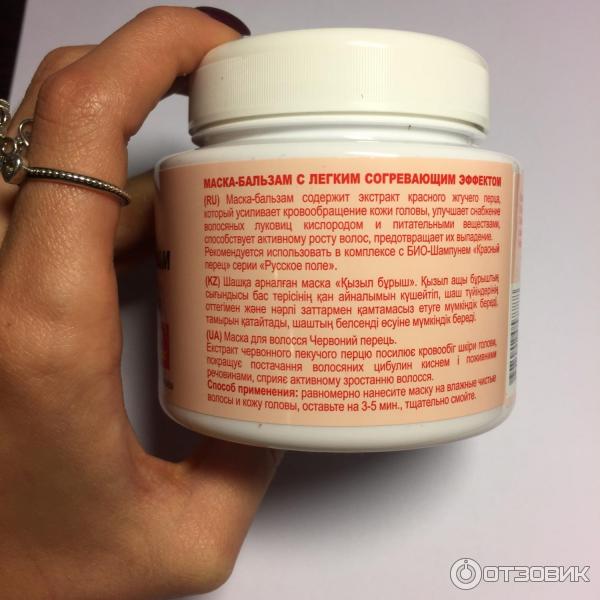 МАСКА-БАЛЬЗАМ С ЛЕГКИМ СОГРЕВАЮЩИМ ЭФФЕКТОМ
(RU) Маска-бальзам содержит экстракт красного жгучего перца,
который усиливает кровообращение кожи головы, улучшает снабжение
волосяных луковиц кислородом и питательными веществами,
способствует активному росту волос, предотвращает их выпадение.
Рекомендуется использовать в комплексе с БИО-Шампунем «Красный
перец» серии «Русское поле».
(KZ) Шашқа арналған маска «Қызыл бұрыш». Қызыл ащы бұрыштың
сығындысы бас терісінің қан айналымын күшейтіп, шаш түйіндерінің
оттегімен және нәрлі заттармен қамтамасыз етуге мүмкіндік береді,
тамырын қатайтады, шаштың белсенді өсуіне мүмкіндік береді.
(UA) Маска для волосся Червоний перець.
Екстракт червонного пекучого перцю посилює кровообіг шкіри голови,
покращує постачання волосяних цибулин киснем і поживними
речовинами, сприяє активному зростанню волосся.
Способ применения: равномерно нанесите маску на влажные чистые
волосы и кожу головы, оставьте на 3-5 мин., тщательно смойте.
ОТЗОВИК